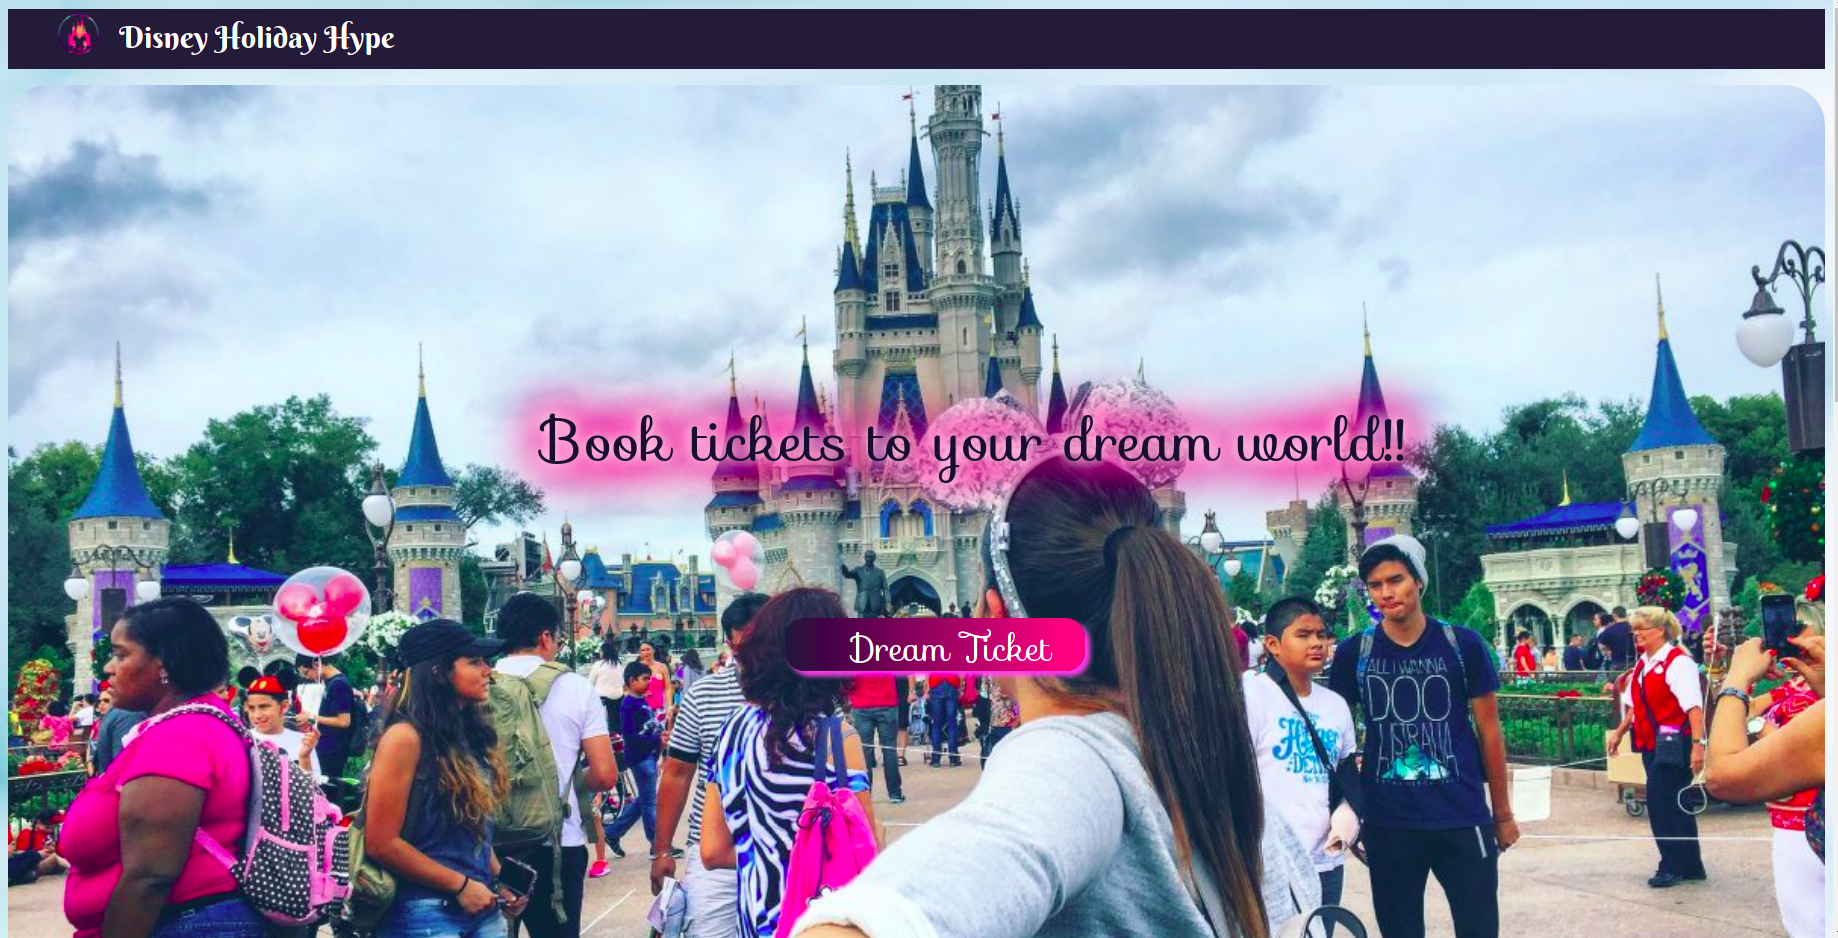 Disney Holiday Hype
Book tickets to your dream world!!
Dream Ticket
ALL I WANNA
DOO